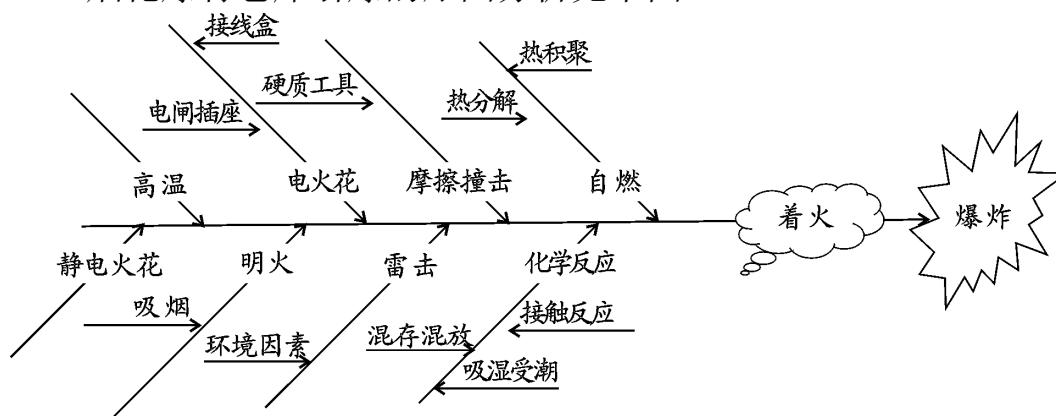 接线盒
热积聚
硬质工具
热分解
电闸插座
高温
电火花
摩擦撞击
自燃
着火
爆炸
静电火花
明火
雷击
化学反应
吸烟
接触反应
环境因素
混存混放
吸湿受潮